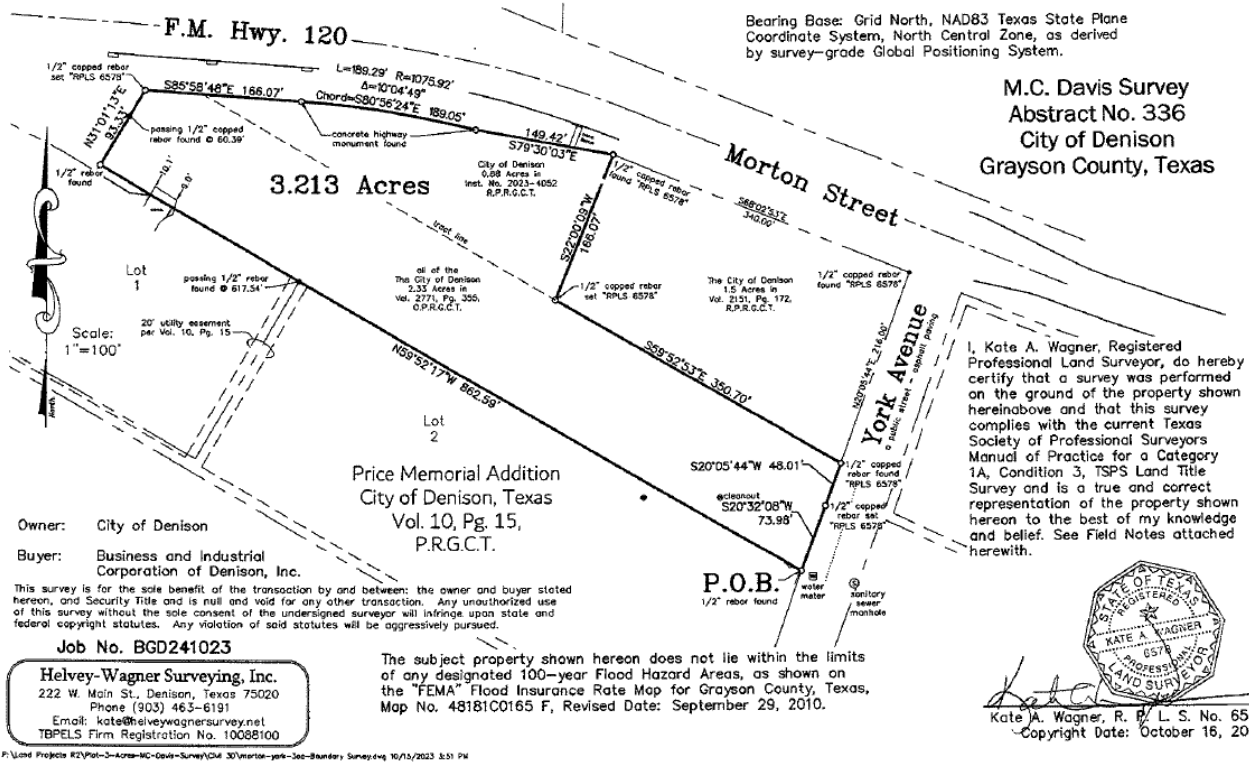 F.M. Hwy. 120
Bearing Base: Grid North, NAD83 Texas State Plane
Coordinate System, North Central Zone, as derived
by survey-grade Global Positioning System.
M.C. Davis Survey
Abstract No. 336
City of Denison
Grayson County, Texas
1/2" capped rebar
set "RPLS 6578"
S85°58'48"E 166.07'
L=189.29' R=1075.92'
Δ=10°04'49"
Chord=S80°56'24"E 189.05'
N31°01'13"E
93.33'
passing 1/2" capped
rebar found @ 60.39'
concrete highway
monument found
149.42'
S79°30'03"E
1/2" rebar
found
10.1'
9.0'
3.213 Acres
City of Denison
0.88 Acres in
Inst. No. 2023-4052
R.P.R.G.C.T.
1/2" capped rebar
found "RPLS 6578"
Morton Street
S68°02'53"E
340.00'
S22°00'09"W
166.07'
tract line
Lot
1
passing 1/2" rebar
found @ 617.54'
all of the
The City of Denison
2.33 Acres in
Vol. 2771, Pg. 355,
O.P.R.G.C.T.
1/2" capped rebar
set "RPLS 6578"
The City of Denison
1.5 Acres in
Vol. 2151, Pg. 172,
R.P.R.G.C.T.
1/2" capped rebar
found "RPLS 6578"
Scale:
1"=100'
20' utility easement
per Vol. 10, Pg. 15
North
N59°52'17"W 862.59'
S59°52'53"E 350.70'
N20°05'44"E 216.00'
York Avenue
a public street - asphalt paving
I, Kate A. Wagner, Registered
Professional Land Surveyor, do hereby
certify that a survey was performed
on the ground of the property shown
hereinabove and that this survey
complies with the current Texas
Society of Professional Surveyors
Manual of Practice for a Category
1A, Condition 3, TSPS Land Title
Survey and is a true and correct
representation of the property shown
hereon to the best of my knowledge
and belief. See Field Notes attached
herewith.
Lot
2
Price Memorial Addition
City of Denison, Texas
Vol. 10, Pg. 15,
P.R.G.C.T.
S20°05'44"W 48.01'
1/2" capped
rebar found
"RPLS 6578"
cleanout
S20°32'08"W
73.98'
1/2" capped
rebar set
"RPLS 6578"
P.O.B.
1/2" rebar found
water
meter
sanitary
sewer
manhole
Owner: City of Denison
Buyer: Business and Industrial
Corporation of Denison, Inc.
This survey is for the sole benefit of the transaction by and between: the owner and buyer stated
hereon, and Security Title and is null and void for any other transaction. Any unauthorized use
of this survey without the sole consent of the undersigned surveyor will infringe upon state and
federal copyright statutes. Any violation of said statutes will be aggressively pursued.
Job No. BGD241023
Helvey-Wagner Surveying, Inc.
222 W. Main St., Denison, Texas 75020
Phone (903) 463-6191
Email: kate@helveywagnersurvey.net
TBPELS Firm Registration No. 10088100
The subject property shown hereon does not lie within the limits
of any designated 100-year Flood Hazard Areas, as shown on
the "FEMA" Flood Insurance Rate Map for Grayson County, Texas,
Map No. 48181C0165 F, Revised Date: September 29, 2010.
STATE OF TEXAS
REGISTERED
KATE A. WAGNER
6578
PROFESSIONAL
LAND SURVEYOR
Kate A. Wagner, R. P. L. S. No. 65
Copyright Date: October 16, 20